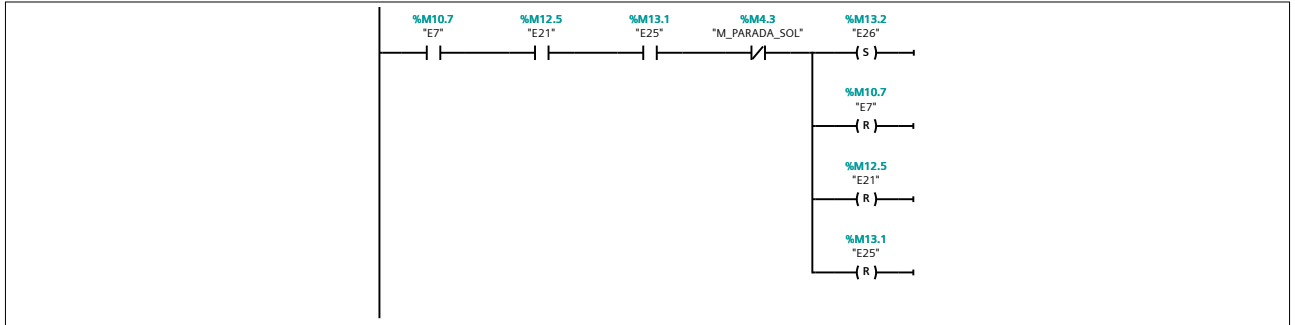 %M10.7 %M12.5 %M13.1 %M4.3 %M13.2
"E7" "E21" "E25" "M_PARADA_SOL" "E26"
S
%M10.7
"E7"
R
%M12.5
"E21"
R
%M13.1
"E25"
R